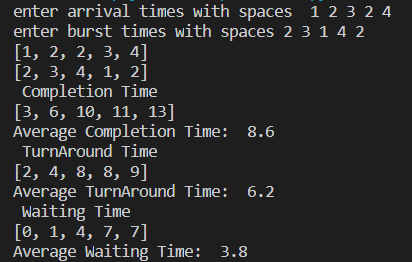 enter arrival times with spaces  1 2 3 2 4
enter burst times with spaces 2 3 1 4 2
[1, 2, 2, 3, 4]
[2, 3, 4, 1, 2]
 Completion Time
[3, 6, 10, 11, 13]
Average Completion Time:  8.6
 TurnAround Time
[2, 4, 8, 8, 9]
Average TurnAround Time:  6.2
 Waiting Time
[0, 1, 4, 7, 7]
Average Waiting Time:  3.8